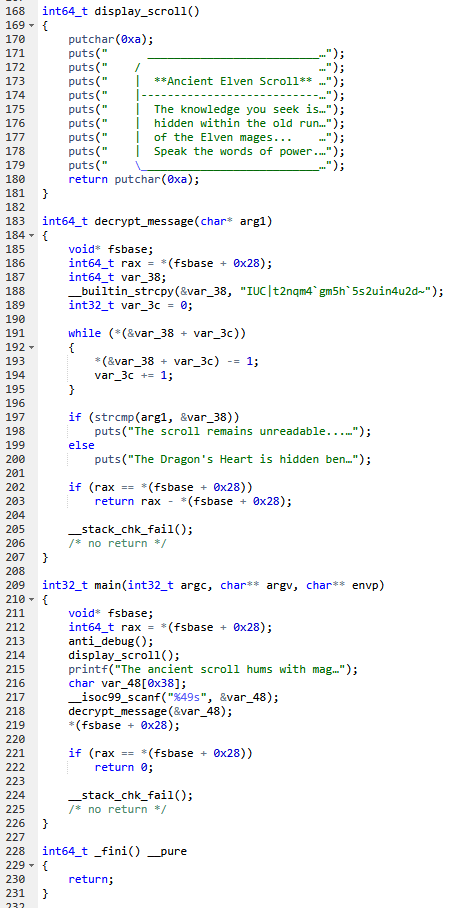 168 int64_t display_scroll()
169 {
170 putchar(0xa);
171 puts(" __________________________…");
172 puts(" / …");
173 puts(" | **Ancient Elven Scroll** …");
174 puts(" |---------------------------…");
175 puts(" | The knowledge you seek is…");
176 puts(" | hidden within the old run…");
177 puts(" of the Elven mages... …");
178 puts(" | Speak the words of power.…");
179 puts(" \___________________________…");
180 return putchar(0xa);
181 }
182
183 int64_t decrypt_message(char* arg1)
184 {
185 void* fsbase;
186 int64_t rax = *(fsbase + 0x28);
187 int64_t var_38;
188 __builtin_strcpy(&var_38, "IUC|t2nqm4`gm5h`5s2uin4u2d~");
189 int32_t var_3c = 0;
190
191 while (*(&var_38 + var_3c))
192 {
193 *(&var_38 + var_3c) -= 1;
194 var_3c += 1;
195 }
196
197 if (strcmp(arg1, &var_38))
198 puts("The scroll remains unreadable...…");
199 else
200 puts("The Dragon's Heart is hidden ben…");
201
202 if (rax == *(fsbase + 0x28))
203 return rax - *(fsbase + 0x28);
204
205 __stack_chk_fail();
206 /* no return */
207 }
208
209 int32_t main(int32_t argc, char** argv, char** envp)
210 {
211 void* fsbase;
212 int64_t rax = *(fsbase + 0x28);
213 anti_debug();
214 display_scroll();
215 printf("The ancient scroll hums with mag…");
216 char var_48[0x38];
217 __isoc99_scanf("%49s", &var_48);
218 decrypt_message(&var_48);
219 *(fsbase + 0x28);
220
221 if (rax == *(fsbase + 0x28))
222 return 0;
223
224 __stack_chk_fail();
225 /* no return */
226 }
227
228 int64_t _fini() __pure
229 {
230 return;
231 }